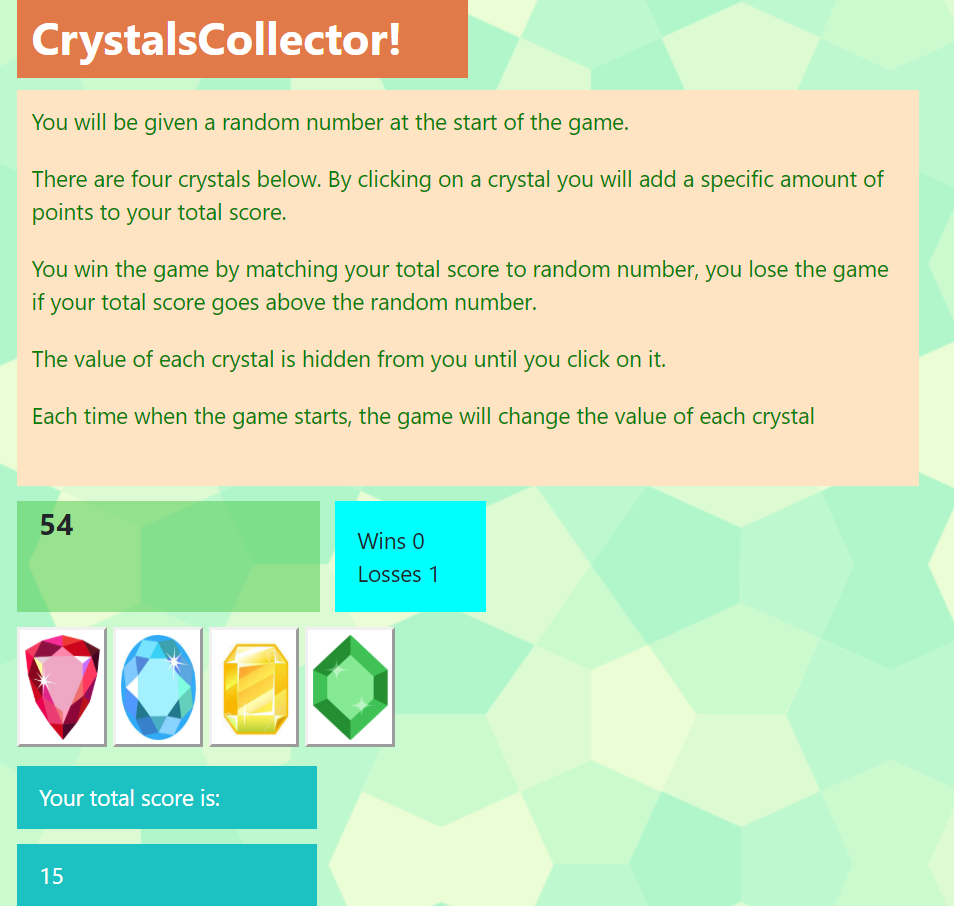 CrystalsCollector!
You will be given a random number at the start of the game.
There are four crystals below. By clicking on a crystal you will add a specific amount of
points to your total score.
You win the game by matching your total score to random number, you lose the game
if your total score goes above the random number.
The value of each crystal is hidden from you until you click on it.
Each time when the game starts, the game will change the value of each crystal
54
Wins 0
Losses 1
Your total score is:
15